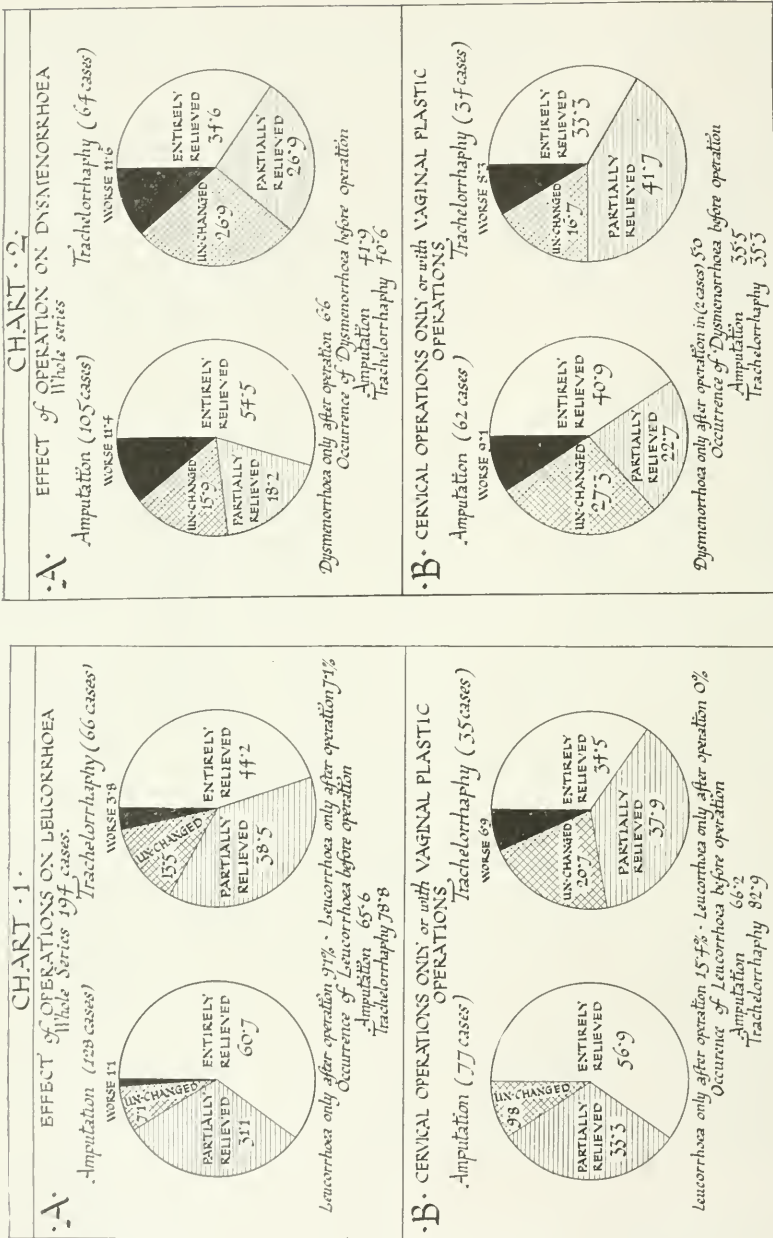 CHART · 1 ·
·A· EFFECT of OPERATIONS ON LEUCORRHOEA
Whole Series 194 cases.
Amputation (128 cases)
Trachelorrhaphy (66 cases)
WORSE 1·1
UN-CHANGED
7·1
PARTIALLY
RELIEVED
31·1
ENTIRELY
RELIEVED
60·7
WORSE 3·8
UN-CHANGED
13·5
PARTIALLY
RELIEVED
38·5
ENTIRELY
RELIEVED
44·2
Leucorrhoea only after operation 9·1% - Leucorrhoea only after operation 7·1%
Occurrence of Leucorrhoea before operation
Amputation 65·6
Trachelorrhaphy 78·8
·B· CERVICAL OPERATIONS ONLY or with VAGINAL PLASTIC
OPERATIONS
Amputation (77 cases)
Trachelorrhaphy (35 cases)
UN-CHANGED
9·8
PARTIALLY
RELIEVED
33·3
ENTIRELY
RELIEVED
56·9
WORSE 6·9
UN-CHANGED
20·7
PARTIALLY
RELIEVED
37·9
ENTIRELY
RELIEVED
34·5
Leucorrhoea only after operation 15·4% - Leucorrhoea only after operation 0%
Occurence of Leucorrhoea before operation
Amputation 66·2
Trachelorrhaphy 82·9
CHART · 2 ·
·A· EFFECT of OPERATION ON DYSMENORRHOEA
Whole series
Amputation (105 cases)
Trachelorrhaphy (64 cases)
WORSE 11·4
UN-CHANGED
15·9
PARTIALLY
RELIEVED
18·2
ENTIRELY
RELIEVED
54·5
WORSE 11·6
UN-CHANGED
26·9
PARTIALLY
RELIEVED
26·9
ENTIRELY
RELIEVED
34·6
Dysmenorrhoea only after operation 6·6
Occurrence of Dysmenorrhoea before operation
Amputation 41·9
Trachelorrhaphy 40·6
·B· CERVICAL OPERATIONS ONLY or with VAGINAL PLASTIC
OPERATIONS
Amputation (62 cases)
Trachelorrhaphy (34 cases)
WORSE 9·1
UN-CHANGED
27·3
PARTIALLY
RELIEVED
22·7
ENTIRELY
RELIEVED
40·9
WORSE 8·3
UN-CHANGED
16·7
PARTIALLY
RELIEVED
41·7
ENTIRELY
RELIEVED
33·3
Dysmenorrhoea only after operation in (2 cases) 5·0
Occurrence of Dysmenorrhoea before operation
Amputation 35·5
Trachelorrhaphy 35·3